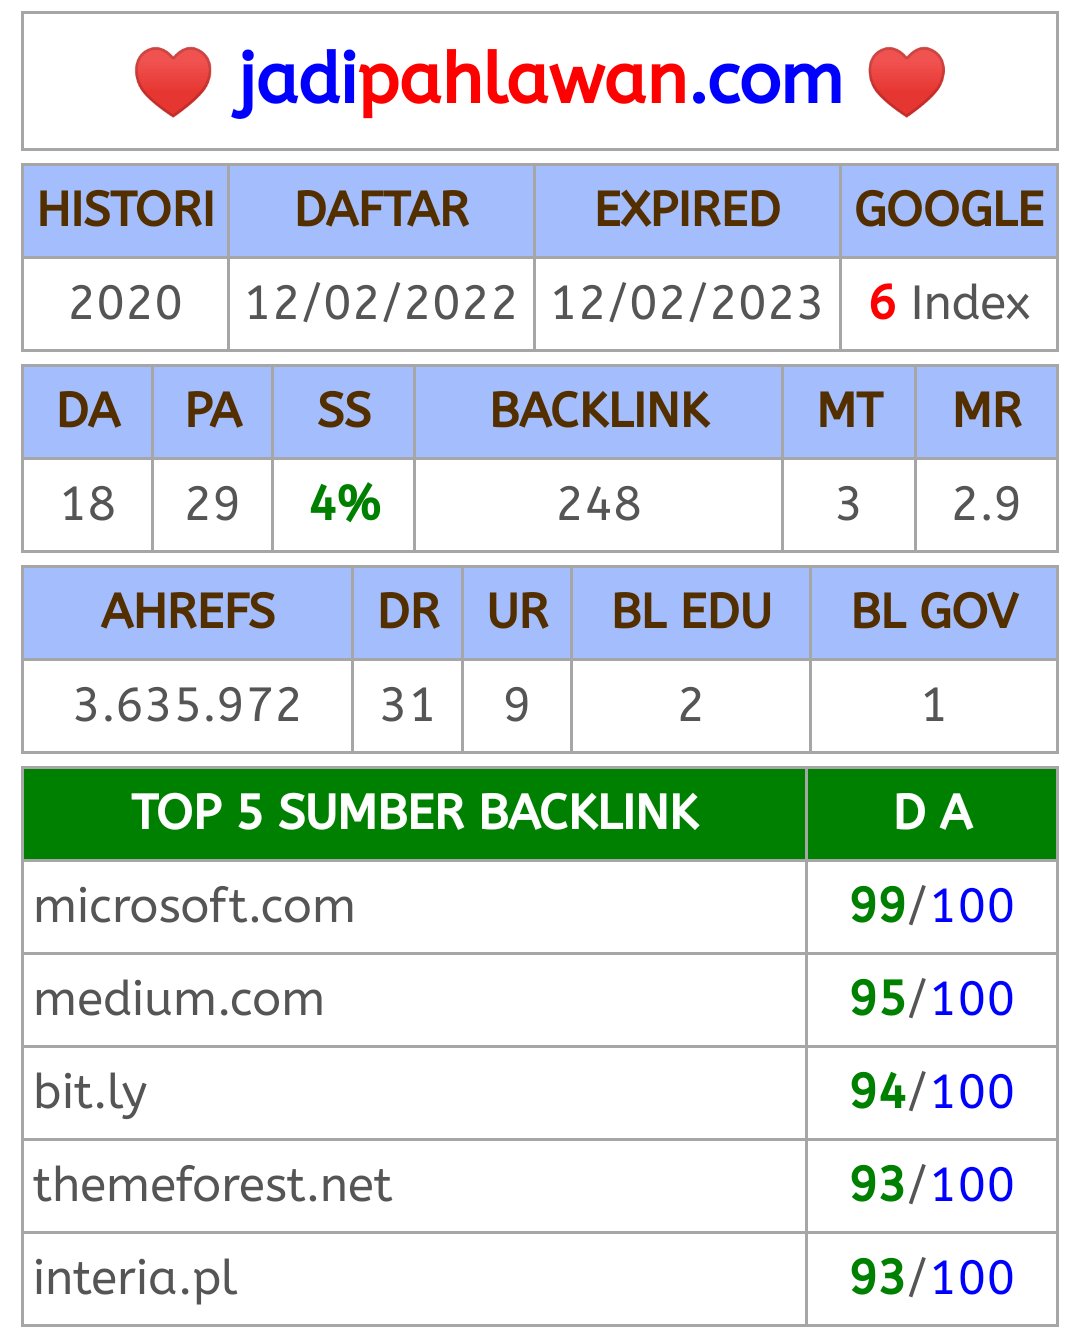 jadipahlawan.com
HISTORI DAFTAR EXPIRED GOOGLE
2020 12/02/2022 12/02/2023 6 Index
DA PA SS BACKLINK MT MR
18 29 4% 248 3 2.9
AHREFS DR UR BL EDU BL GOV
3.635.972 31 9 2 1
TOP 5 SUMBER BACKLINK D A
microsoft.com 99/100
medium.com 95/100
bit.ly 94/100
themeforest.net 93/100
interia.pl 93/100